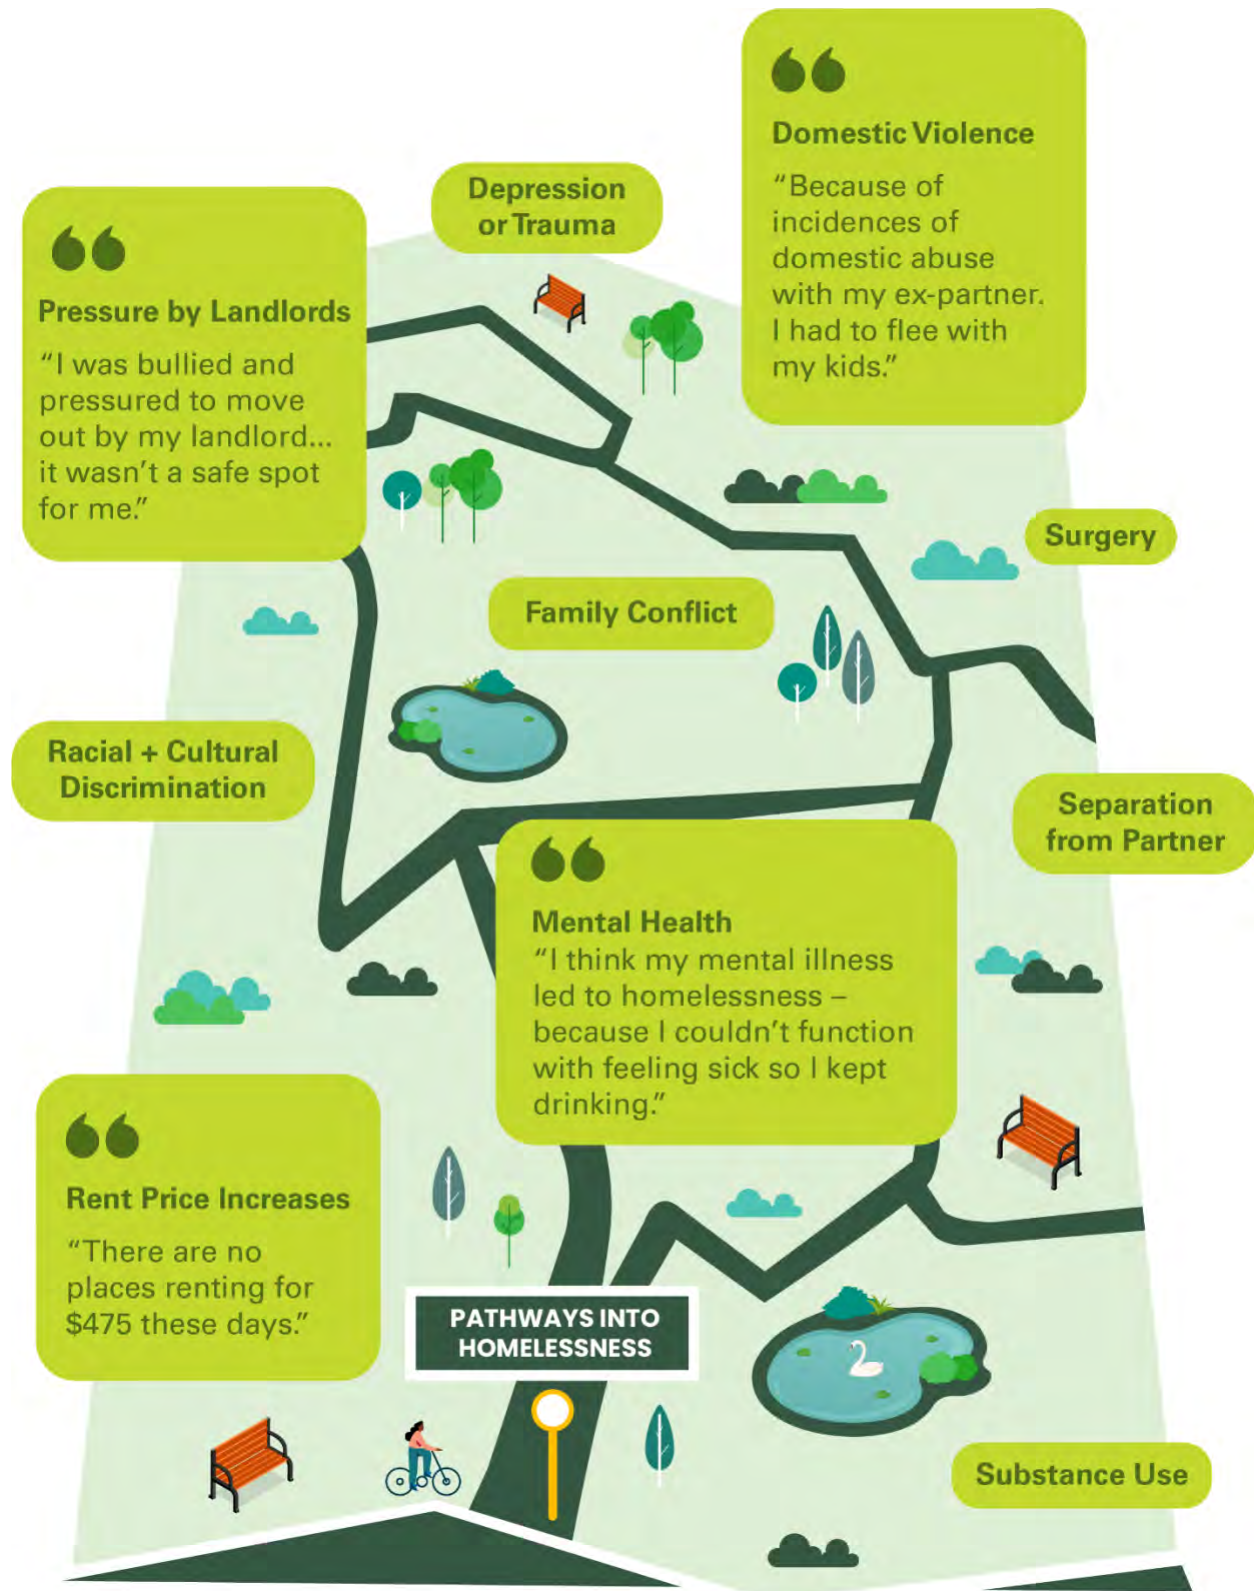 Domestic Violence
“Because of
incidences of
domestic abuse
with my ex-partner.
I had to flee with
my kids.”
Depression
or Trauma
Pressure by Landlords
“I was bullied and
pressured to move
out by my landlord...
it wasn’t a safe spot
for me.”
Surgery
Family Conflict
Racial + Cultural
Discrimination
Separation
from Partner
Mental Health
“I think my mental illness
led to homelessness –
because I couldn’t function
with feeling sick so I kept
drinking.”
Rent Price Increases
“There are no
places renting for
$475 these days.”
PATHWAYS INTO
HOMELESSNESS
Substance Use